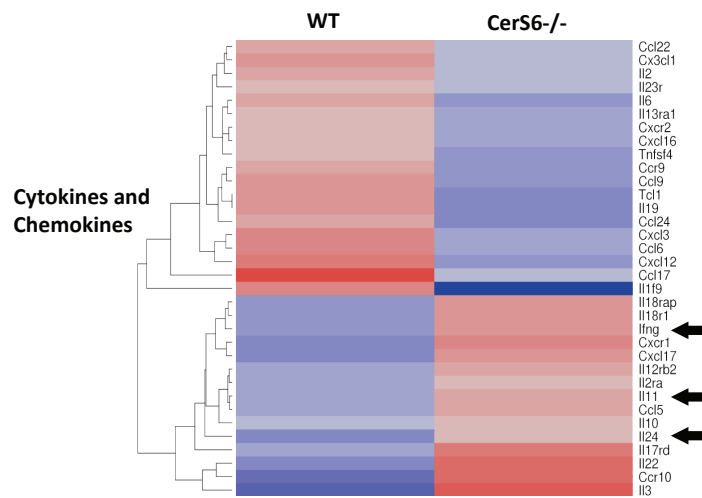 WT
CerS6-/-
Cytokines and
Chemokines
Ccl22
Cx3cl1
Il2
Il23r
Il6
Il13ra1
Cxcr2
Cxcl16
Tnfsf4
Ccr9
Ccl9
Tcl1
Il19
Ccl24
Cxcl3
Ccl6
Cxcl12
Ccl17
Il1f9
Il18rap
Il18r1
Ifng
Cxcr1
Cxcl17
Il12rb2
Il2ra
Il11
Ccl5
Il10
Il24
Il17rd
Il22
Ccr10
Il3